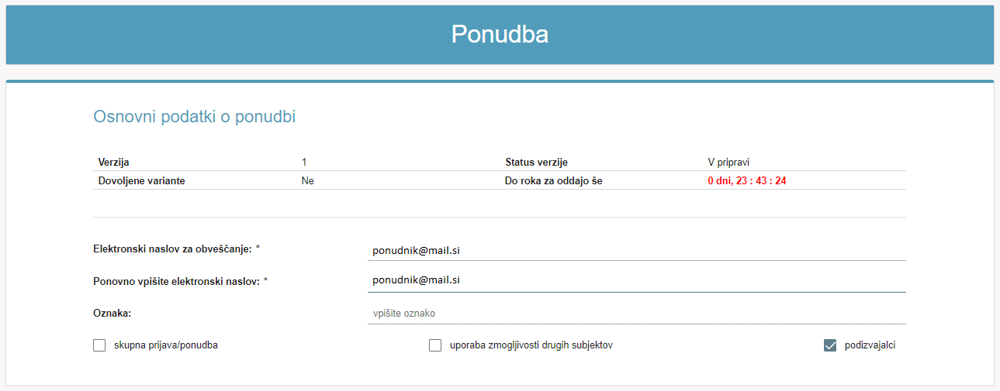 Ponudba
Osnovni podatki o ponudbi
Verzija 1 Status verzije V pripravi
Dovoljene variante Ne Do roka za oddajo še 0 dni, 23 : 43 : 24
Elektronski naslov za obveščanje: * ponudnik@mail.si
Ponovno vpišite elektronski naslov: * ponudnik@mail.si
Oznaka: vpišite oznako
skupna prijava/ponudba uporaba zmogljivosti drugih subjektov podizvajalci